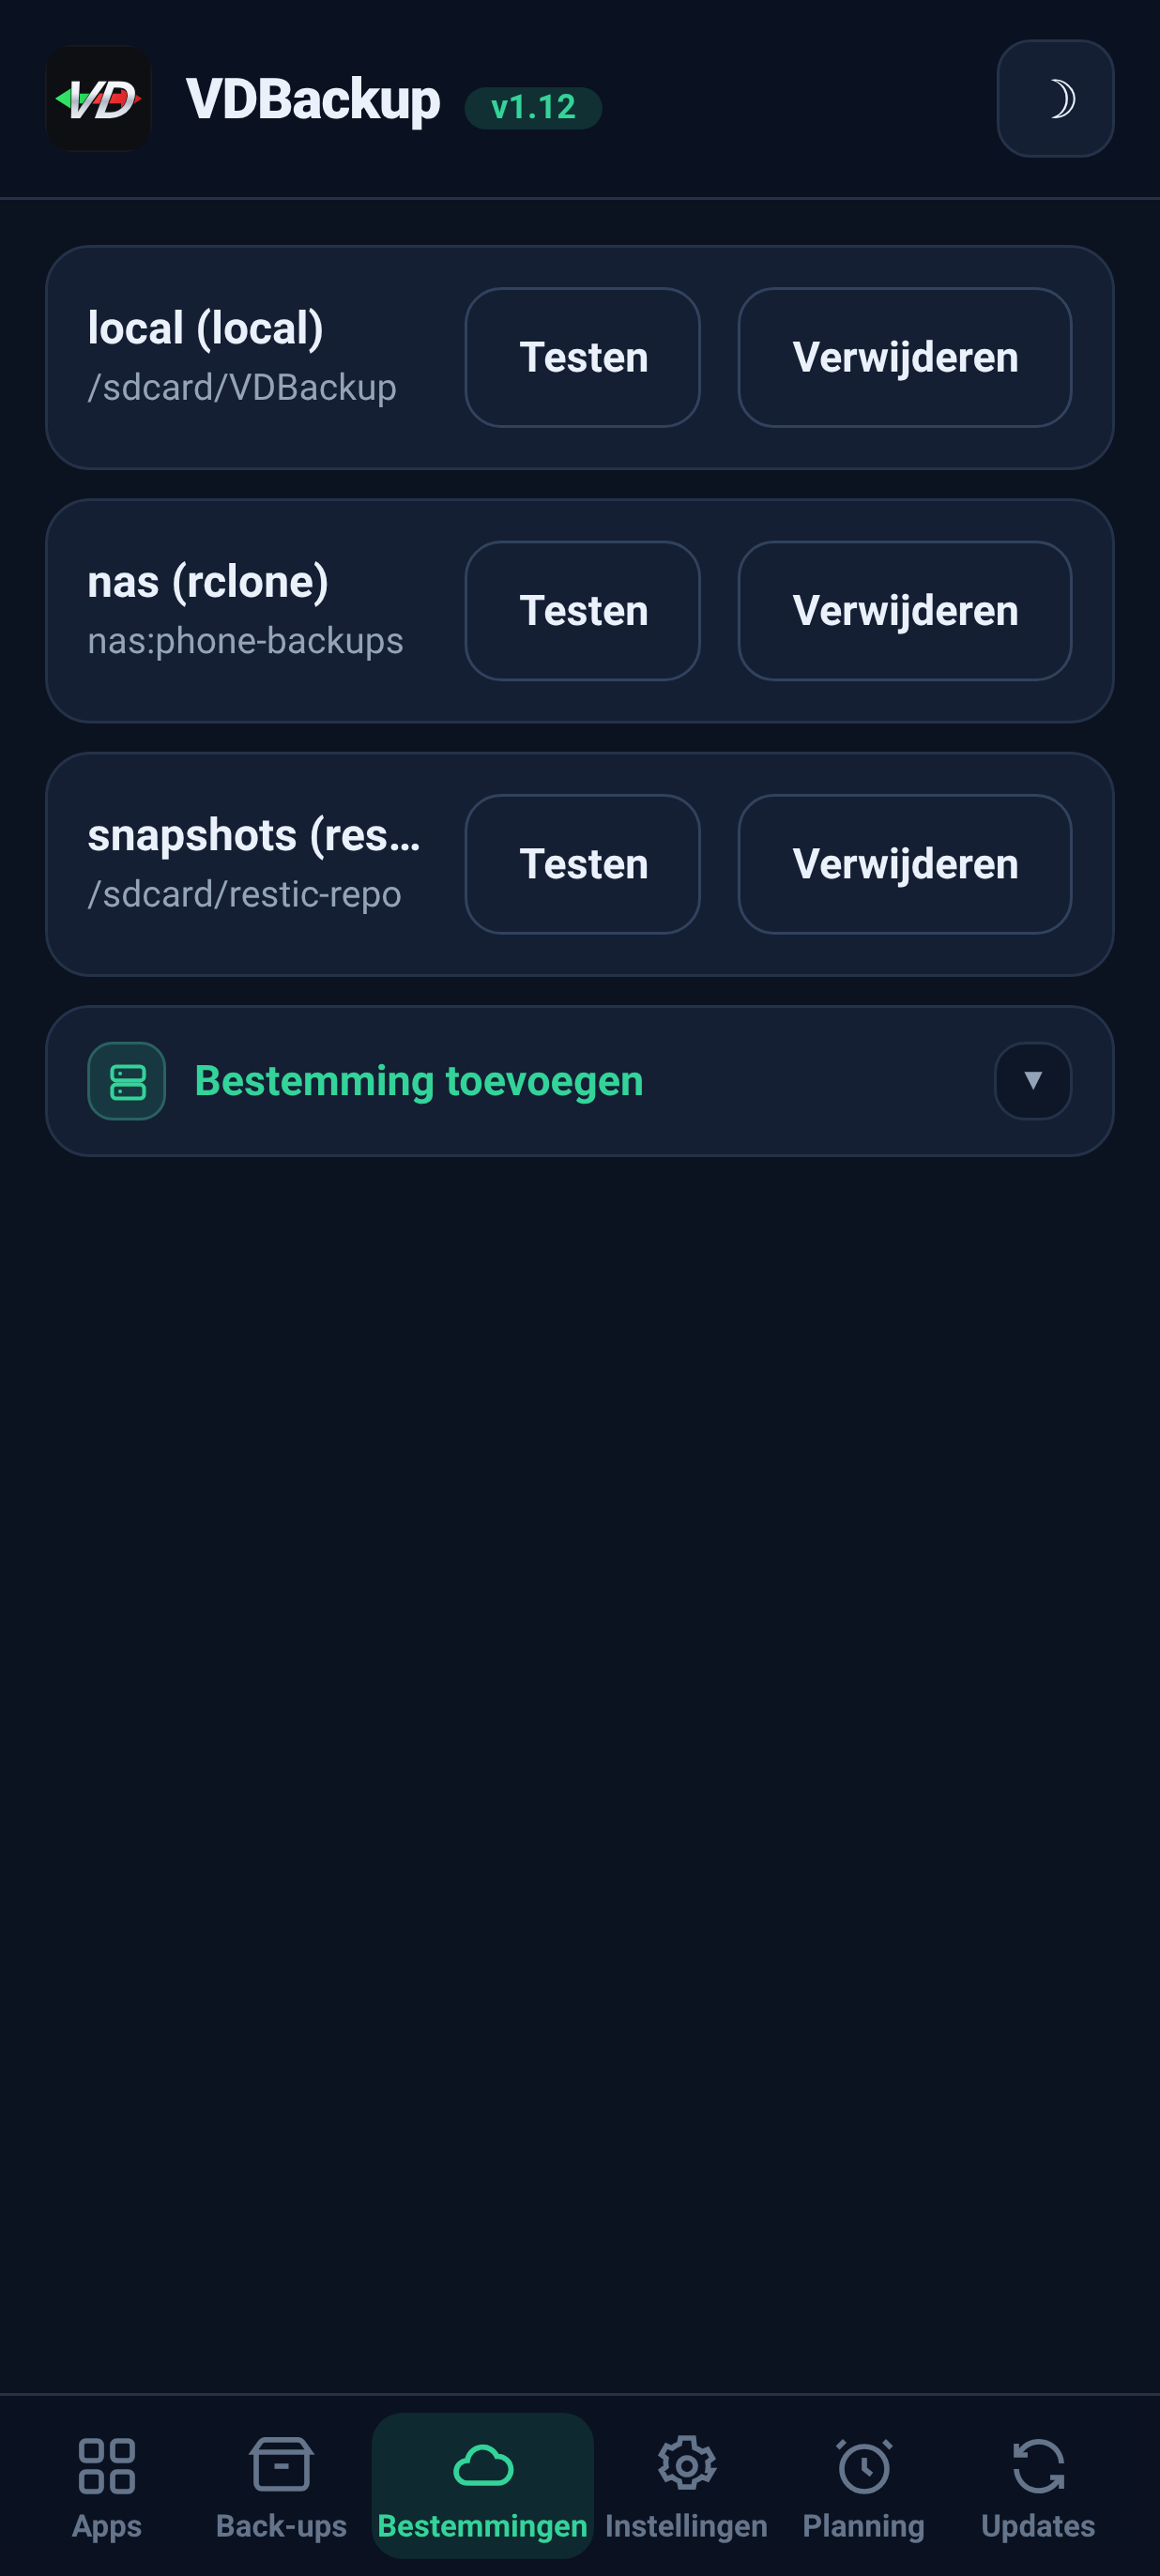 VD
VDBackup v1.12
local (local)
/sdcard/VDBackup
Testen
Verwijderen
nas (rclone)
nas:phone-backups
Testen
Verwijderen
snapshots (res…
/sdcard/restic-repo
Testen
Verwijderen
Bestemming toevoegen
Apps
Back-ups
Bestemmingen
Instellingen
Planning
Updates